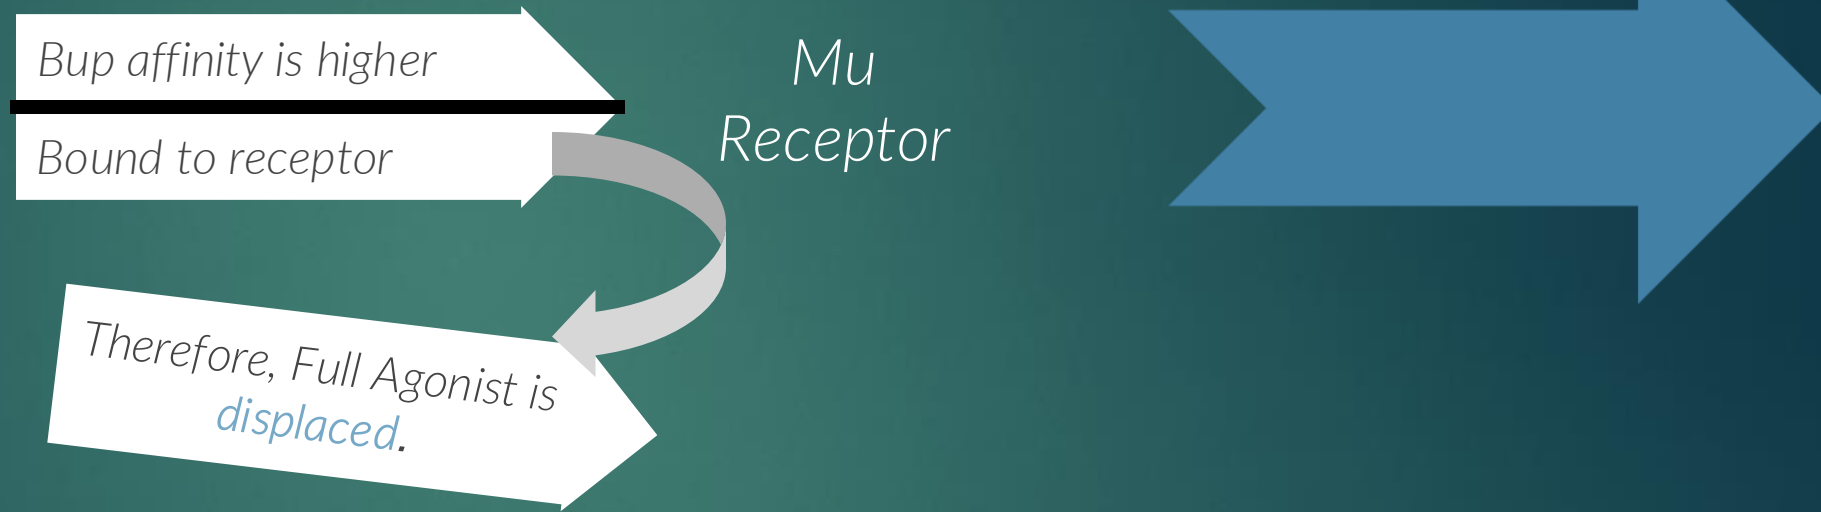 Bup affinity is higher
Bound to receptor
Mu
Receptor
Therefore, Full Agonist is
displaced.